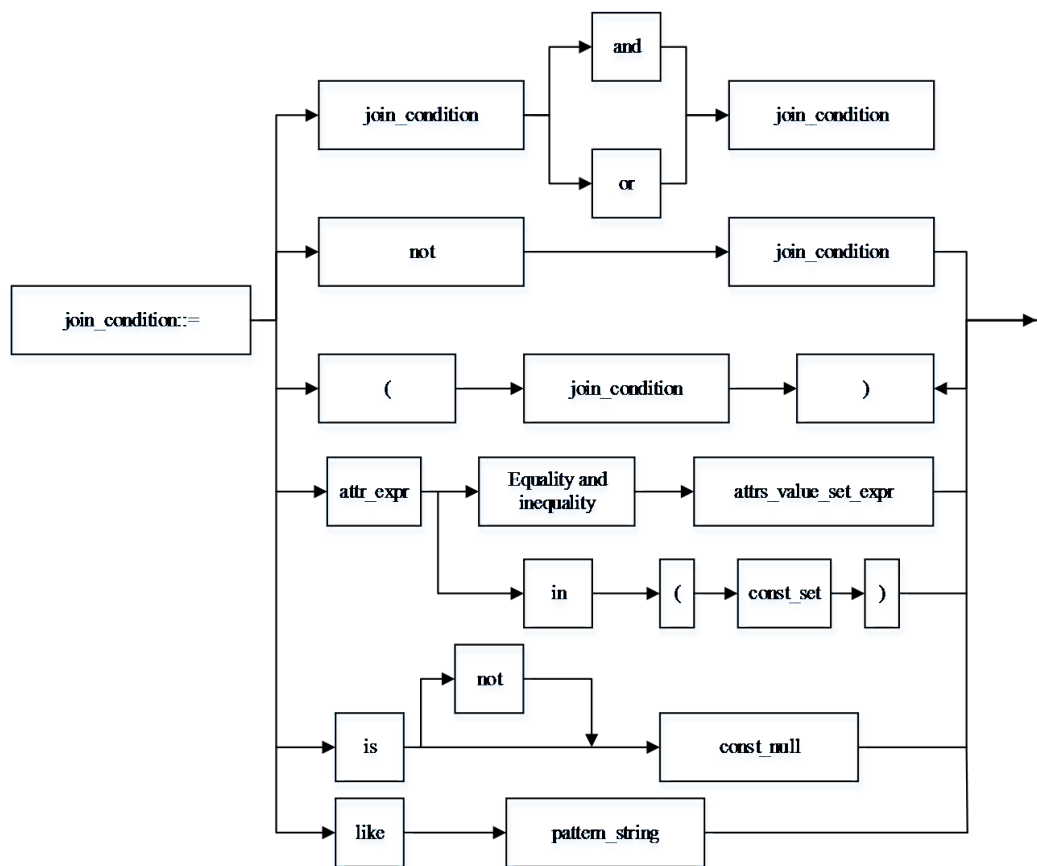 and
join_condition
join_condition
or
not
join_condition
join_condition::=
(
join_condition
)
attr_expr
Equality and
inequality
attrs_value_set_expr
in
(
const_set
)
not
is
const_null
like
pattern_string